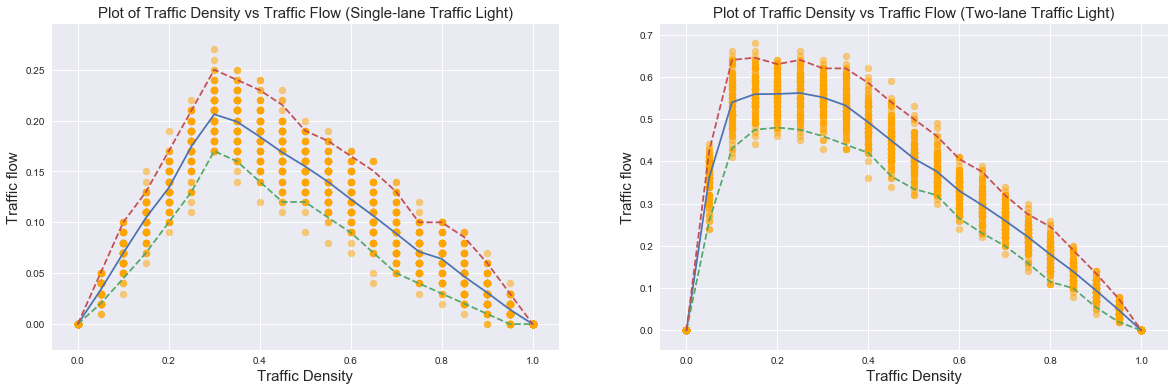 Plot of Traffic Density vs Traffic Flow (Single-lane Traffic Light)
Traffic flow
0.25
0.20
0.15
0.10
0.05
0.00
0.0 0.2 0.4 0.6 0.8 1.0
Traffic Density
Plot of Traffic Density vs Traffic Flow (Two-lane Traffic Light)
Traffic flow
0.7
0.6
0.5
0.4
0.3
0.2
0.1
0.0
0.0 0.2 0.4 0.6 0.8 1.0
Traffic Density